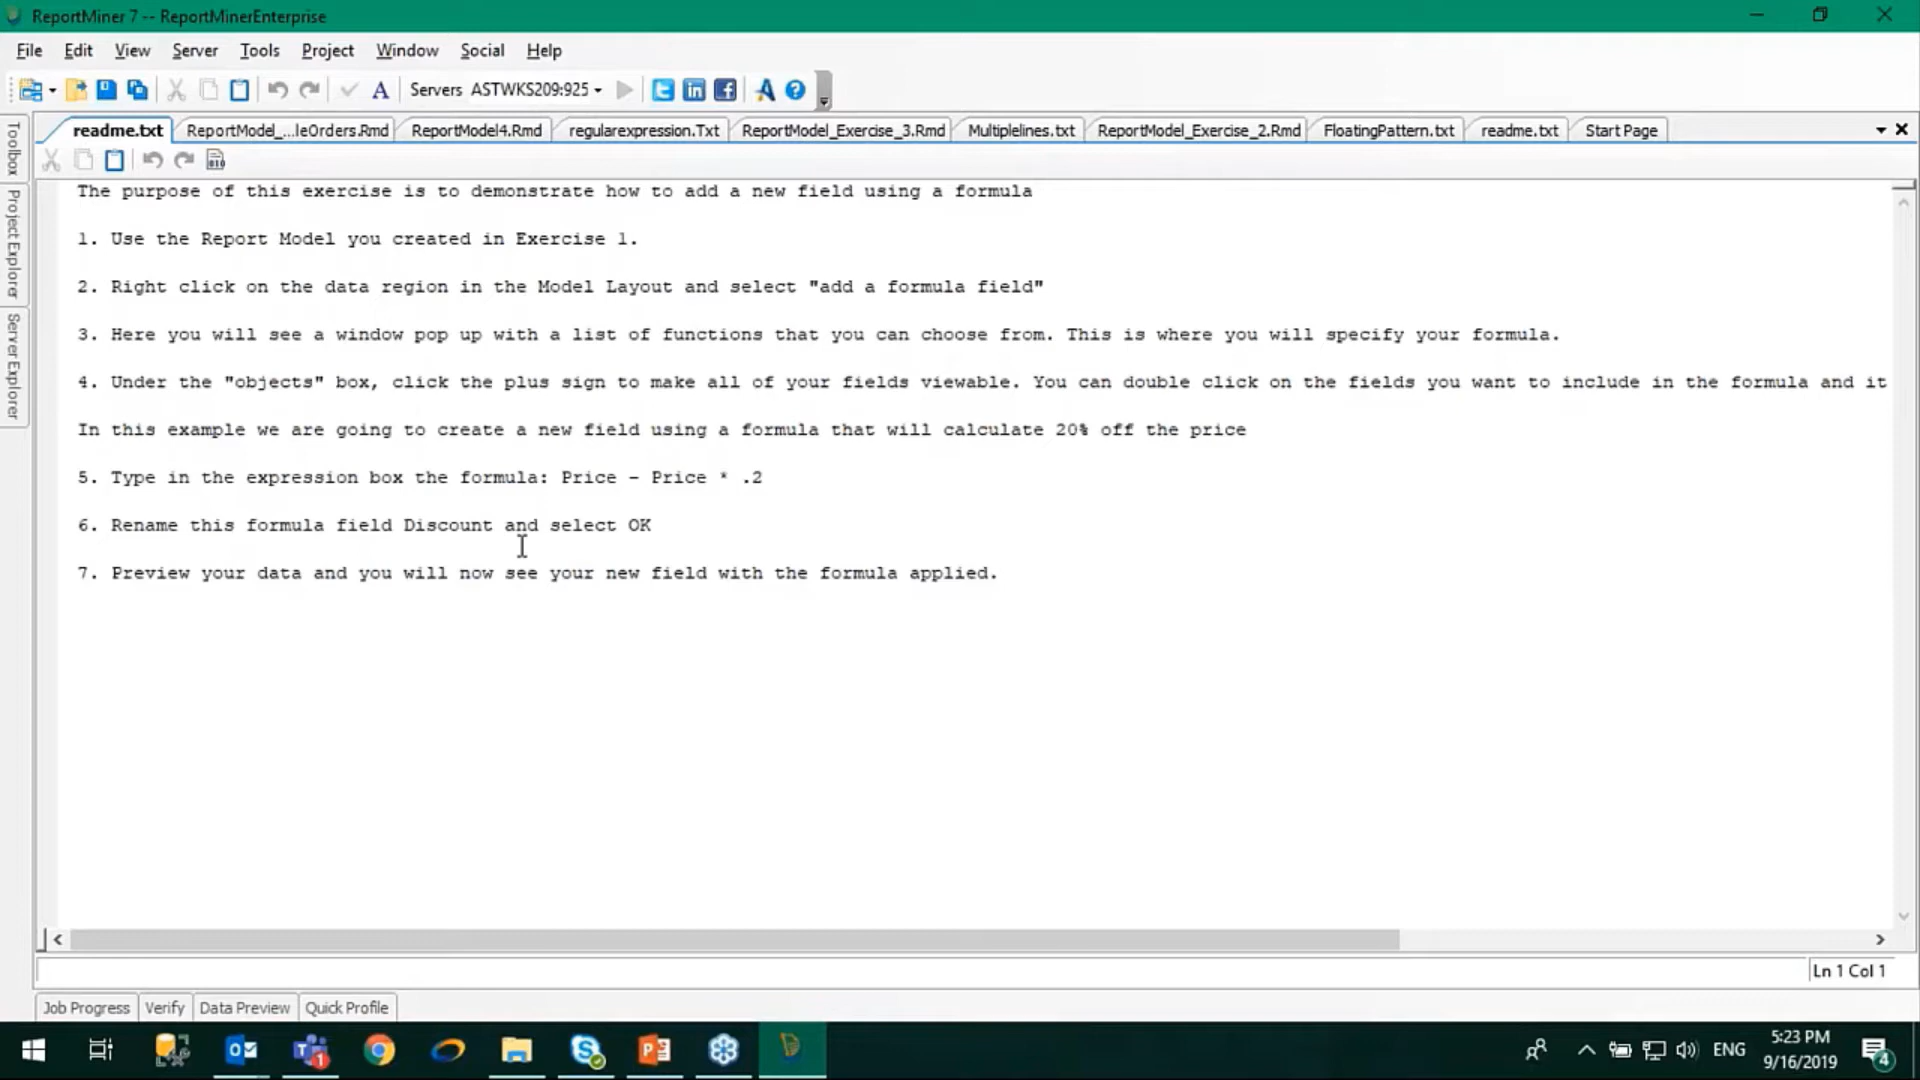 ReportMiner 7 -- ReportMinerEnterprise
File Edit View Server Tools Project Window Social Help
Servers ASTWKS209:925
readme.txt ReportModel_...leOrders.Rmd ReportModel4.Rmd regularexpression.Txt ReportModel_Exercise_3.Rmd Multiplelines.txt ReportModel_Exercise_2.Rmd FloatingPattern.txt readme.txt Start Page
Toolbox
Project Explorer
Server Explorer
The purpose of this exercise is to demonstrate how to add a new field using a formula
1. Use the Report Model you created in Exercise 1.
2. Right click on the data region in the Model Layout and select "add a formula field"
3. Here you will see a window pop up with a list of functions that you can choose from. This is where you will specify your formula.
4. Under the "objects" box, click the plus sign to make all of your fields viewable. You can double click on the fields you want to include in the formula and it
In this example we are going to create a new field using a formula that will calculate 20% off the price
5. Type in the expression box the formula: Price - Price * .2
6. Rename this formula field Discount and select OK
7. Preview your data and you will now see your new field with the formula applied.
Ln 1 Col 1
Job Progress Verify Data Preview Quick Profile
ENG
5:23 PM
9/16/2019
4